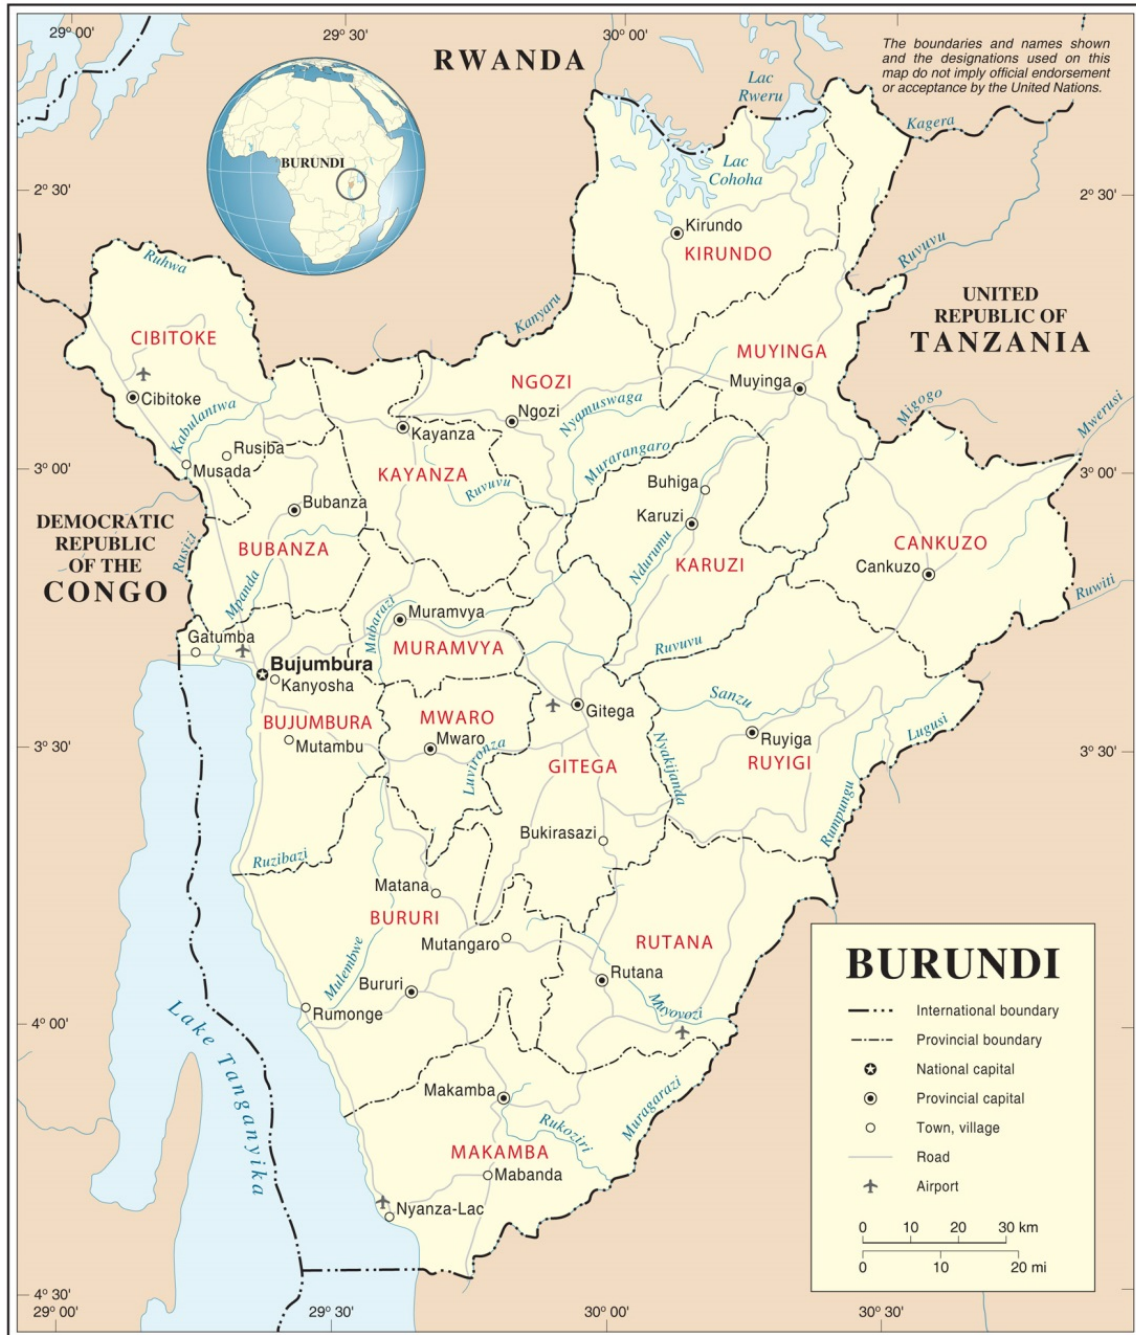 29° 00'
29° 30'
30° 00'
RWANDA
The boundaries and names shown
and the designations used on this
map do not imply official endorsement
or acceptance by the United Nations.
Lac
Rweru
Kagera
BURUNDI
Lac
Cohoha
2° 30'
2° 30'
Kirundo
KIRUNDO
Ruvuvu
Ruhwa
Kanyaru
UNITED
REPUBLIC OF
TANZANIA
CIBITOKE
MUYINGA
NGOZI
Muyinga
Cibitoke
Nyamuswaga
Migogo
Mwerusi
Kabulantwa
Ngozi
Kayanza
Rusiba
Musada
Murarangaro
3° 00'
3° 00'
KAYANZA
Ruvuvu
Buhiga
Bubanza
Karuzi
DEMOCRATIC
REPUBLIC
OF THE
CONGO
Rusizi
BUBANZA
CANKUZO
Cankuzo
Ndurumu
KARUZI
Mpanda
Ruwiti
Mubarazi
Muramvya
Gatumba
MURAMVYA
Ruvuvu
Bujumbura
Kanyosha
Sanzu
Gitega
BUJUMBURA
MWARO
Mwaro
Mutambu
Luvironza
Nyakijanda
Ruyiga
Lugusi
3° 30'
3° 30'
GITEGA
RUYIGI
Rumpungu
Bukirasazi
Ruzibazi
Matana
BURURI
Mutangaro
RUTANA
Mulembwe
Bururi
Rutana
Rumonge
Muyovozi
4° 00'
Lake Tanganyika
Makamba
Rukoziri
Muragarazi
MAKAMBA
Mabanda
Nyanza-Lac
BURUNDI
International boundary
Provincial boundary
National capital
Provincial capital
Town, village
Road
Airport
0 10 20 30 km
0 10 20 mi
4° 30'
29° 00'
29° 30'
30° 00'
30° 30'